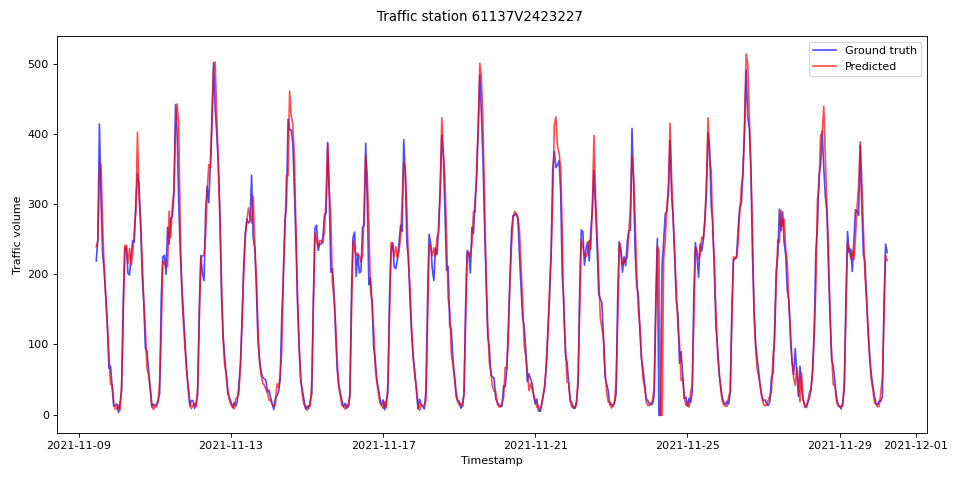 Traffic station 61137V2423227
Ground truth
Predicted
Traffic volume
500
400
300
200
100
0
2021-11-09
2021-11-13
2021-11-17
2021-11-21
2021-11-25
2021-11-29
2021-12-01
Timestamp